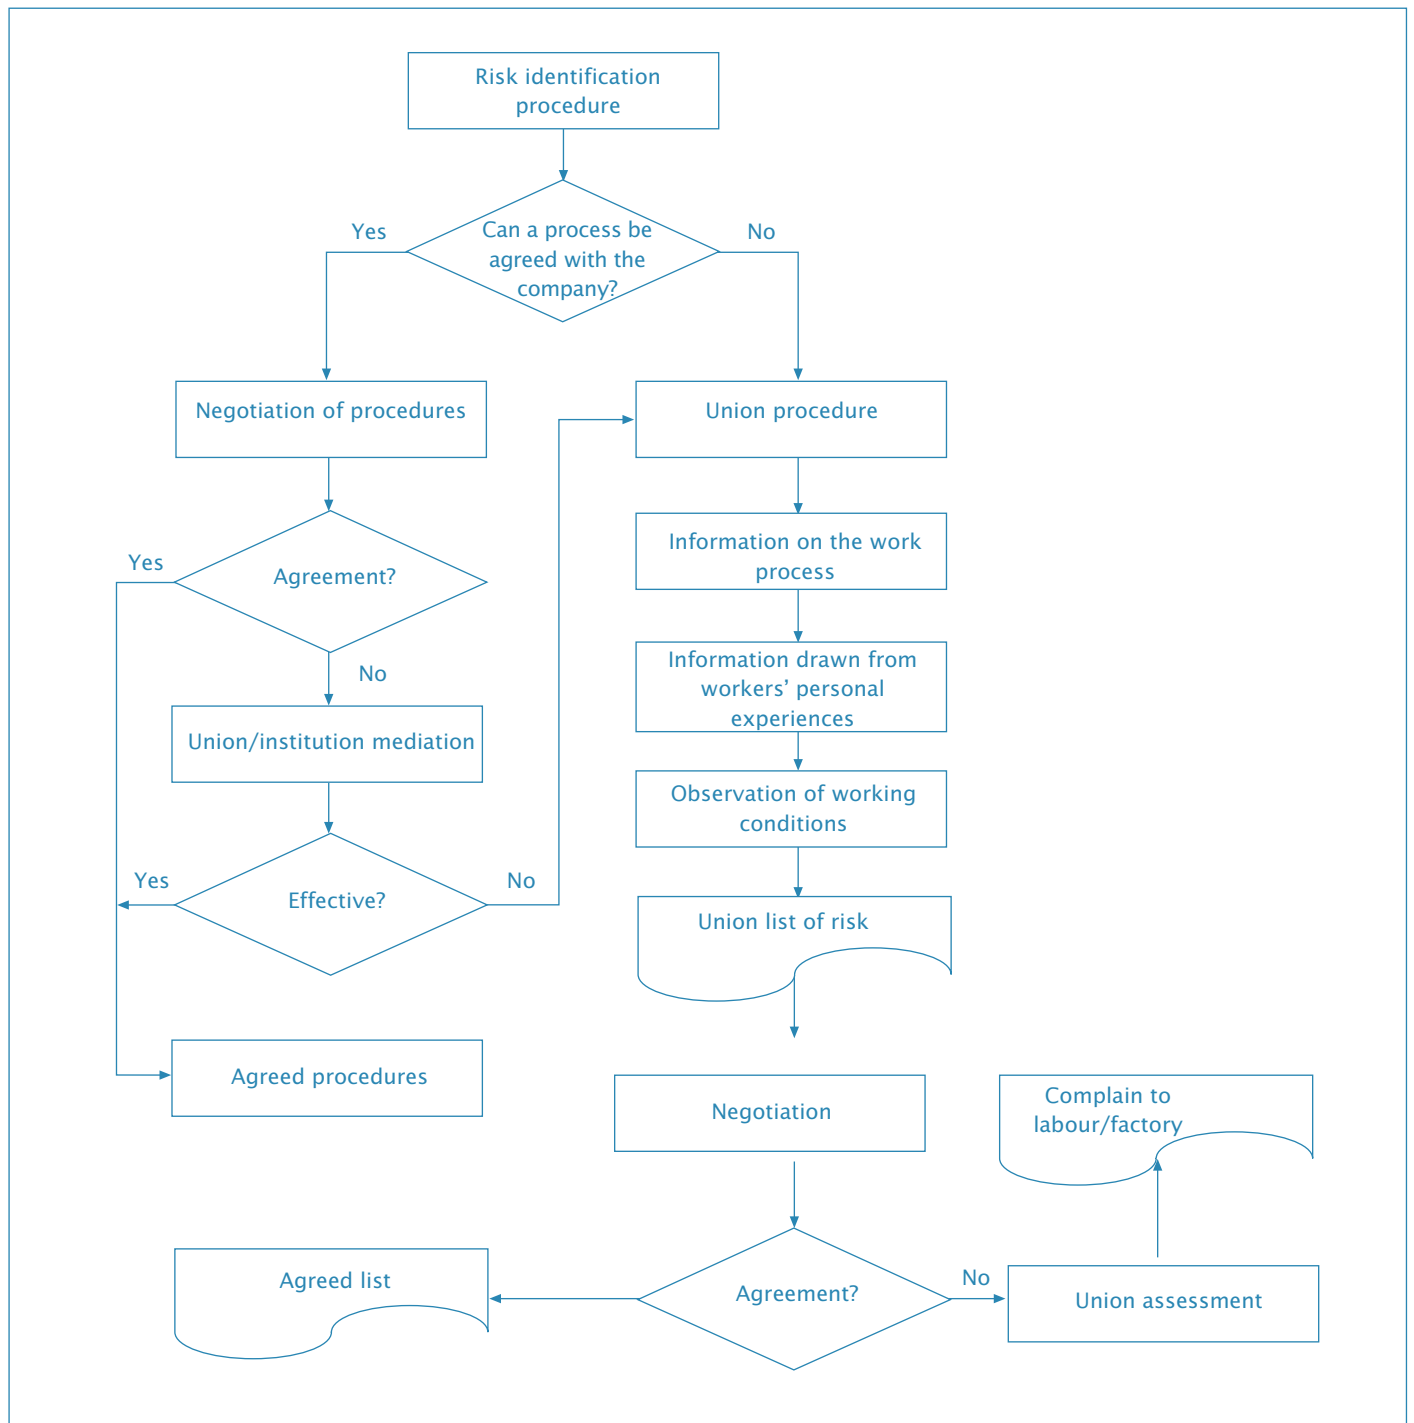 Risk identification
procedure
Yes
Can a process be
agreed with the
company?
No
Negotiation of procedures
Union procedure
Yes
Agreement?
No
Information on the work
process
Information drawn from
workers’ personal
experiences
Union/institution mediation
Observation of working
conditions
Yes
Effective?
No
Union list of risk
Agreed procedures
Negotiation
Complain to
labour/factory
Agreed list
Agreement?
No
Union assessment